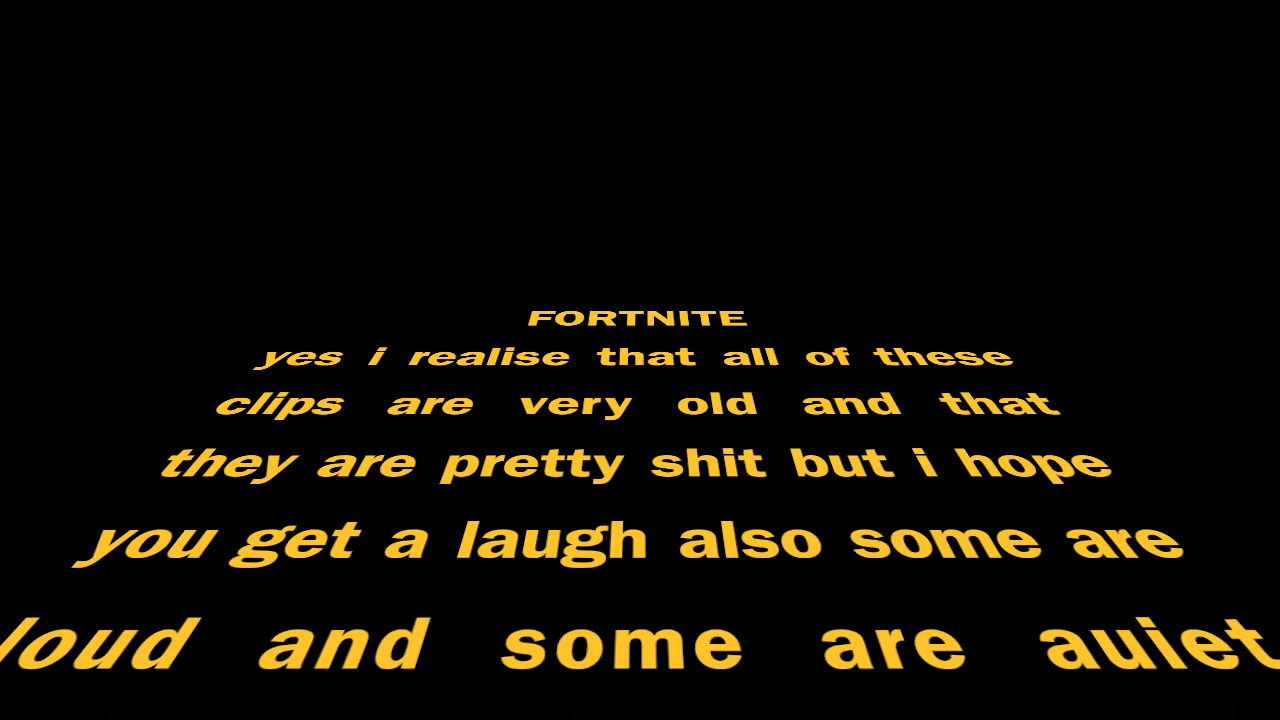 FORTNITE
yes i realise that all of these
clips are very old and that
they are pretty shit but i hope
you get a laugh also some are
loud and some are quiet